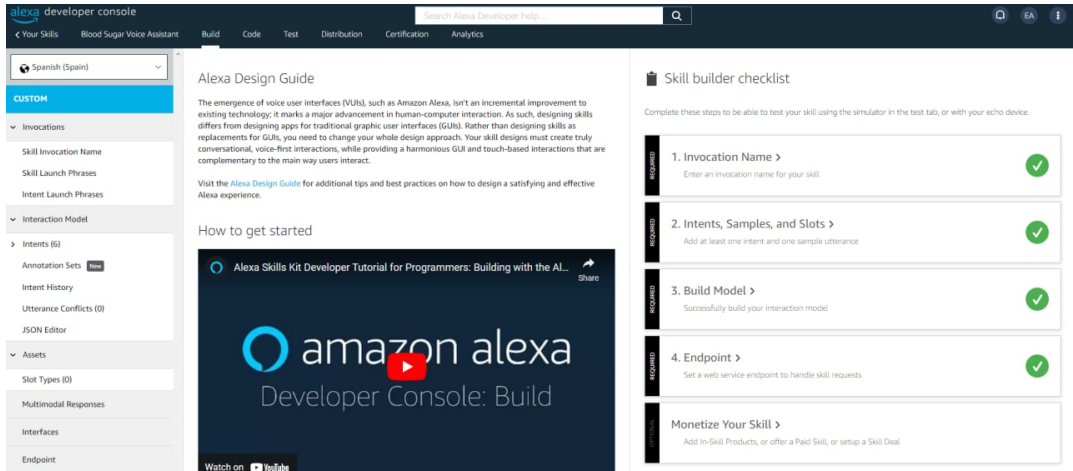 alexa developer console
Search Alexa Developer help ...
EA
Your Skills
Blood Sugar Voice Assistant
Build
Code
Test
Distribution
Certification
Analytics
Spanish (Spain)
CUSTOM
Invocations
Skill Invocation Name
Skill Launch Phrases
Intent Launch Phrases
Interaction Model
Intents (6)
Annotation Sets New
Intent History
Utterance Conflicts (0)
JSON Editor
Assets
Slot Types (0)
Multimodal Responses
Interfaces
Endpoint
Alexa Design Guide
The emergence of voice user interfaces (VUIs), such as Amazon Alexa, isn't an incremental improvement to
existing technology; it marks a major advancement in human-computer interaction. As such, designing skills
differs from designing apps for traditional graphic user interfaces (GUIs). Rather than designing skills as
replacements for GUIs, you need to change your whole design approach. Your skill designs must create truly
conversational, voice-first interactions, while providing a harmonious GUI and touch-based interactions that are
complementary to the main way users interact.
Visit the Alexa Design Guide for additional tips and best practices on how to design a satisfying and effective
Alexa experience.
How to get started
Alexa Skills Kit Developer Tutorial for Programmers: Building with the Al...
Share
amazon alexa
Developer Console: Build
Watch on YouTube
Skill builder checklist
Complete these steps to be able to test your skill using the simulator in the test tab, or with your echo device.
REQUIRED
1. Invocation Name >
Enter an invocation name for your skill
REQUIRED
2. Intents, Samples, and Slots >
Add at least one intent and one sample utterance
REQUIRED
3. Build Model >
Successfully build your interaction model
REQUIRED
4. Endpoint >
Set a web service endpoint to handle skill requests
OPTIONAL
Monetize Your Skill >
Add In-Skill Products, or offer a Paid Skill, or setup a Skill Deal